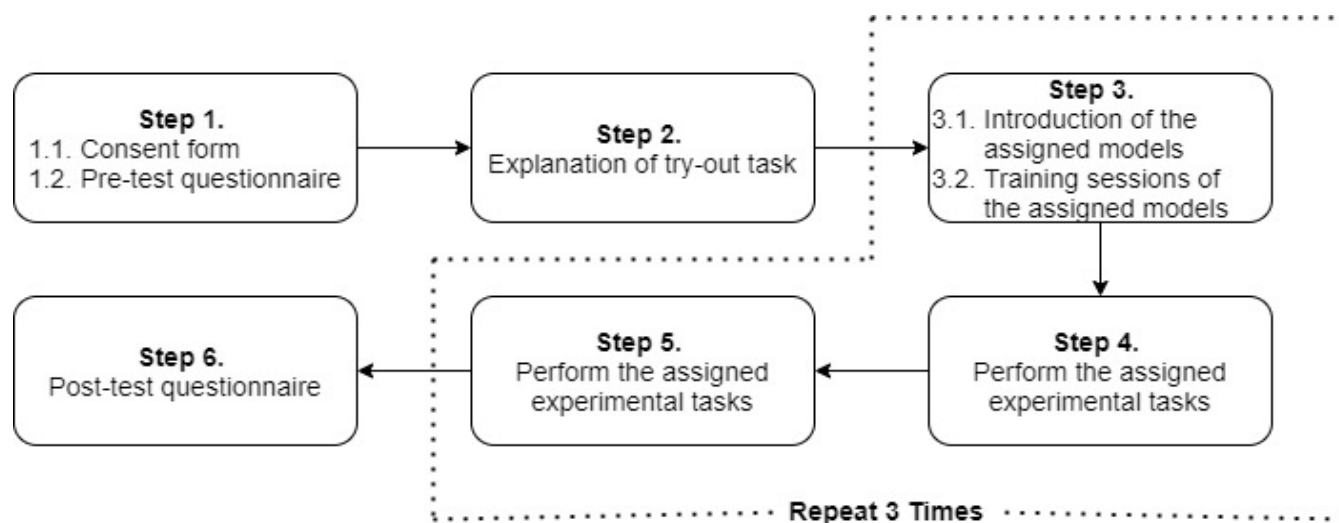 Step 1.
1.1. Consent form
1.2. Pre-test questionnaire
Step 2.
Explanation of try-out task
Step 3.
3.1. Introduction of the
assigned models
3.2. Training sessions of
the assigned models
Step 4.
Perform the assigned
experimental tasks
Step 5.
Perform the assigned
experimental tasks
Step 6.
Post-test questionnaire
Repeat 3 Times